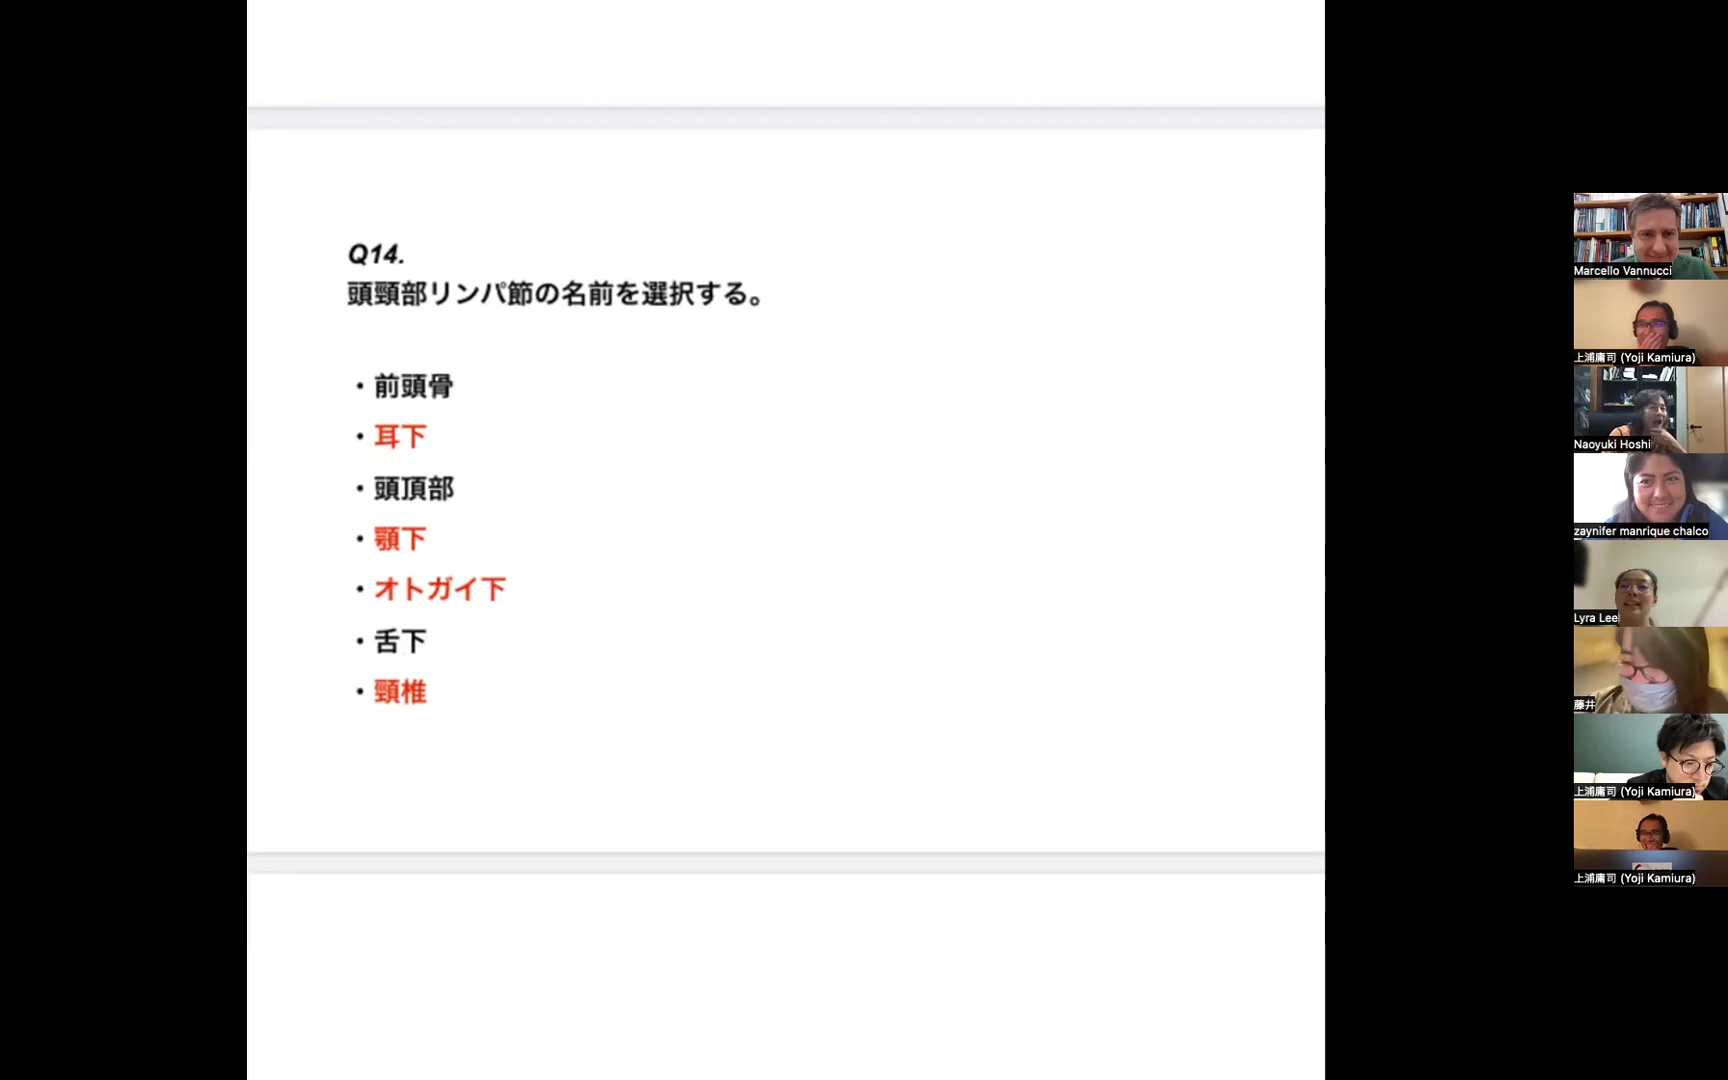 Q14.
頭頸部リンパ節の名前を選択する。
・前頭骨
・耳下
・頭頂部
・顎下
・オトガイ下
・舌下
・頸椎
Marcello Vannucci
上浦庸司 (Yoji Kamiura)
Naoyuki Hoshi
zaynifer manrique chalco
Lyra Lee
藤井
上浦庸司 (Yoji Kamiura)
上浦庸司 (Yoji Kamiura)